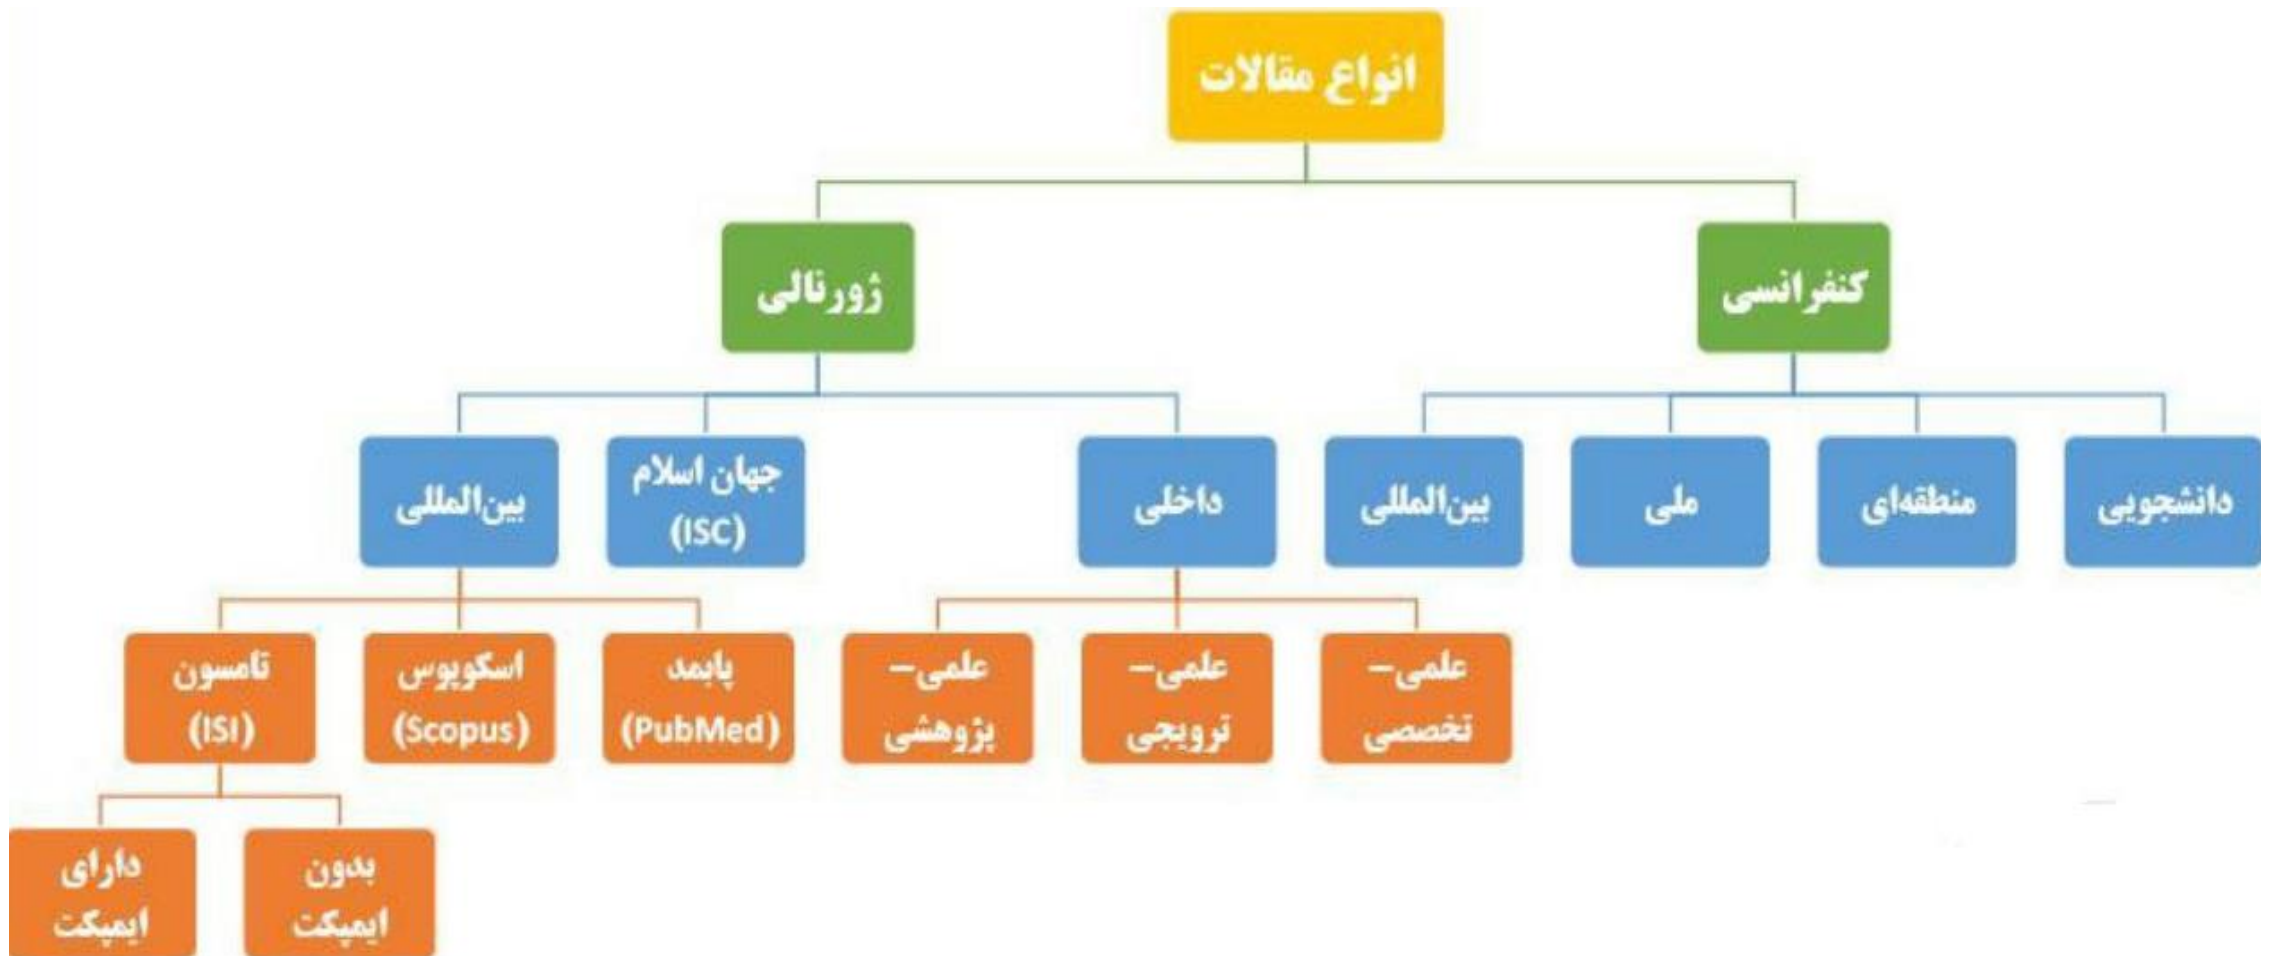 انواع مقالات
کنفرانسی
ژورنالی
دانشجویی
منطقه‌ای
ملی
بین‌المللی
داخلی
جهان اسلام
(ISC)
بین‌المللی
علمی–
تخصصی
علمی–
ترویجی
علمی–
پژوهشی
پابمد
(PubMed)
اسکوپوس
(Scopus)
تامسون
(ISI)
بدون
ایمپکت
دارای
ایمپکت